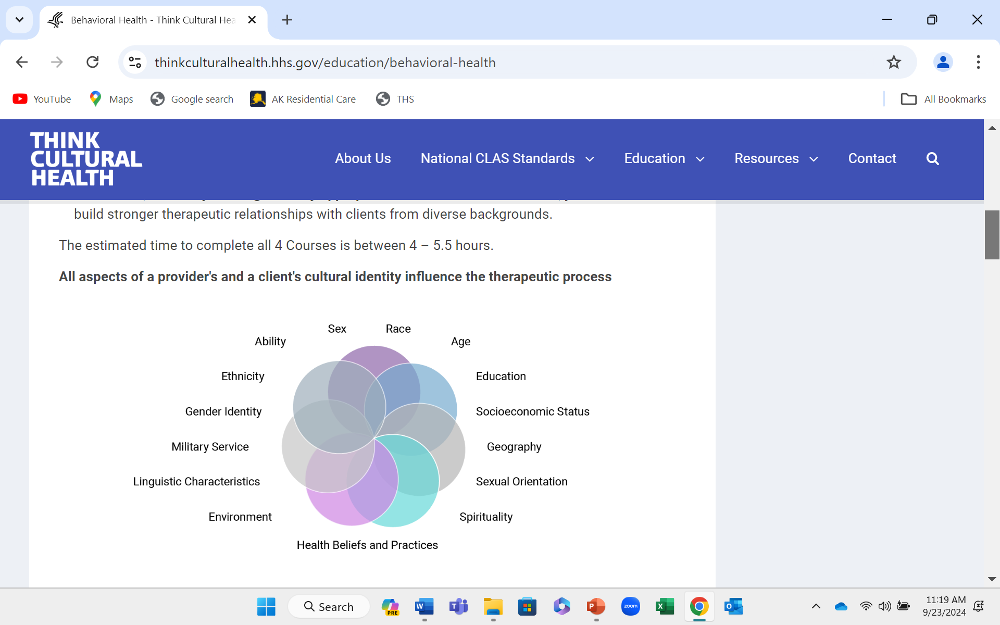 Behavioral Health - Think Cultural Hea
thinkculturalhealth.hhs.gov/education/behavioral-health
YouTube
Maps
Google search
AK Residential Care
THS
All Bookmarks
THINK
CULTURAL
HEALTH
About Us
National CLAS Standards
Education
Resources
Contact
build stronger therapeutic relationships with clients from diverse backgrounds.
The estimated time to complete all 4 Courses is between 4 – 5.5 hours.
All aspects of a provider's and a client's cultural identity influence the therapeutic process
Sex
Race
Ability
Age
Ethnicity
Education
Gender Identity
Socioeconomic Status
Military Service
Geography
Linguistic Characteristics
Sexual Orientation
Environment
Spirituality
Health Beliefs and Practices
Search
PRE
W
T
P
zoom
X
O
11:19 AM
9/23/2024